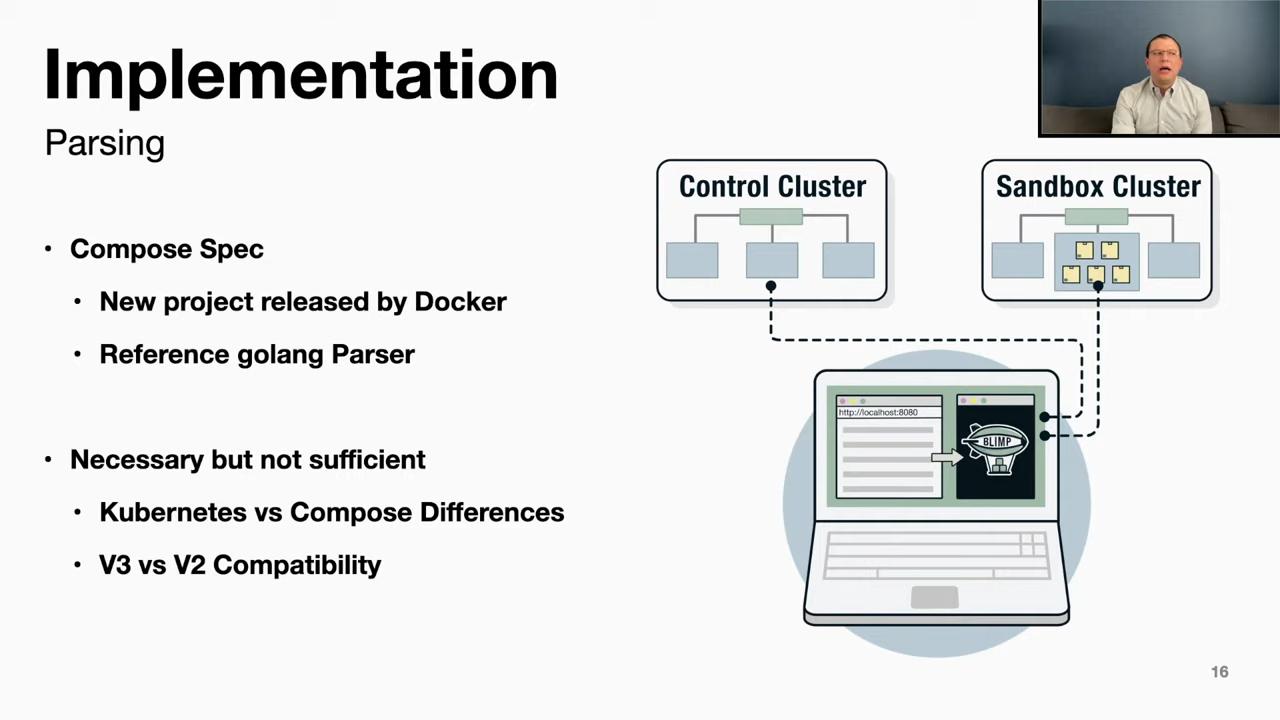 Implementation
Parsing
• Compose Spec
• New project released by Docker
• Reference golang Parser
• Necessary but not sufficient
• Kubernetes vs Compose Differences
• V3 vs V2 Compatibility
Control Cluster
Sandbox Cluster
http://localhost:8080
BLIMP
16